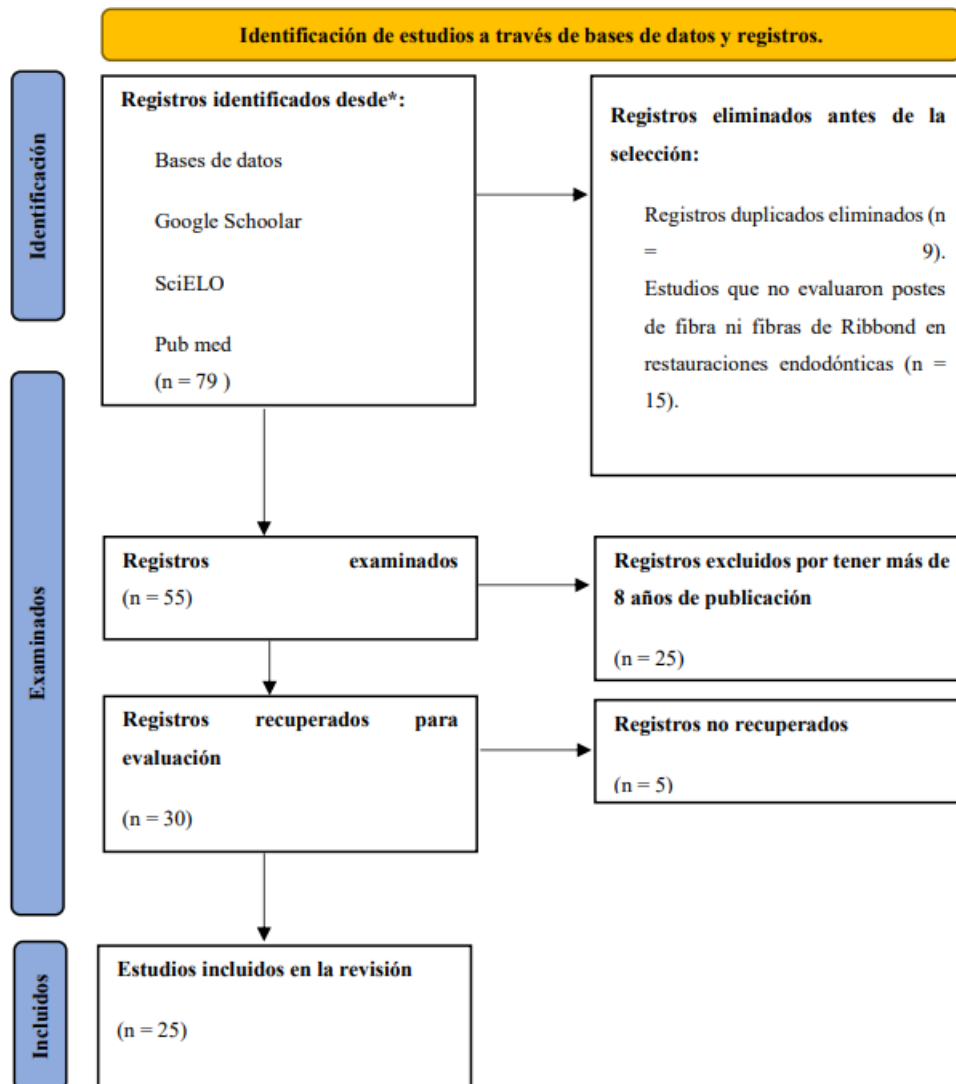 Identificación de estudios a través de bases de datos y registros.
Identificación
Registros identificados desde*:
Bases de datos
Google Schoolar
SciELO
Pub med
(n = 79 )
Registros eliminados antes de la
selección:
Registros duplicados eliminados (n
= 9).
Estudios que no evaluaron postes
de fibra ni fibras de Ribbond en
restauraciones endodónticas (n =
15).
Examinados
Registros examinados
(n = 55)
Registros excluidos por tener más de
8 años de publicación
(n = 25)
Registros recuperados para
evaluación
(n = 30)
Registros no recuperados
(n = 5)
Incluidos
Estudios incluidos en la revisión
(n = 25)